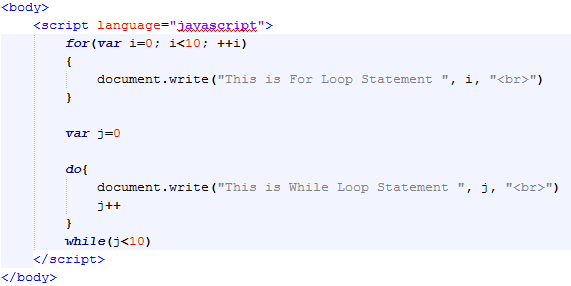 <body>
<script language="javascript">
for(var i=0; i<10; ++i)
{
document.write("This is For Loop Statement ", i, "<br>")
}
var j=0
do{
document.write("This is While Loop Statement ", j, "<br>")
j++
}
while(j<10)
</script>
</body>